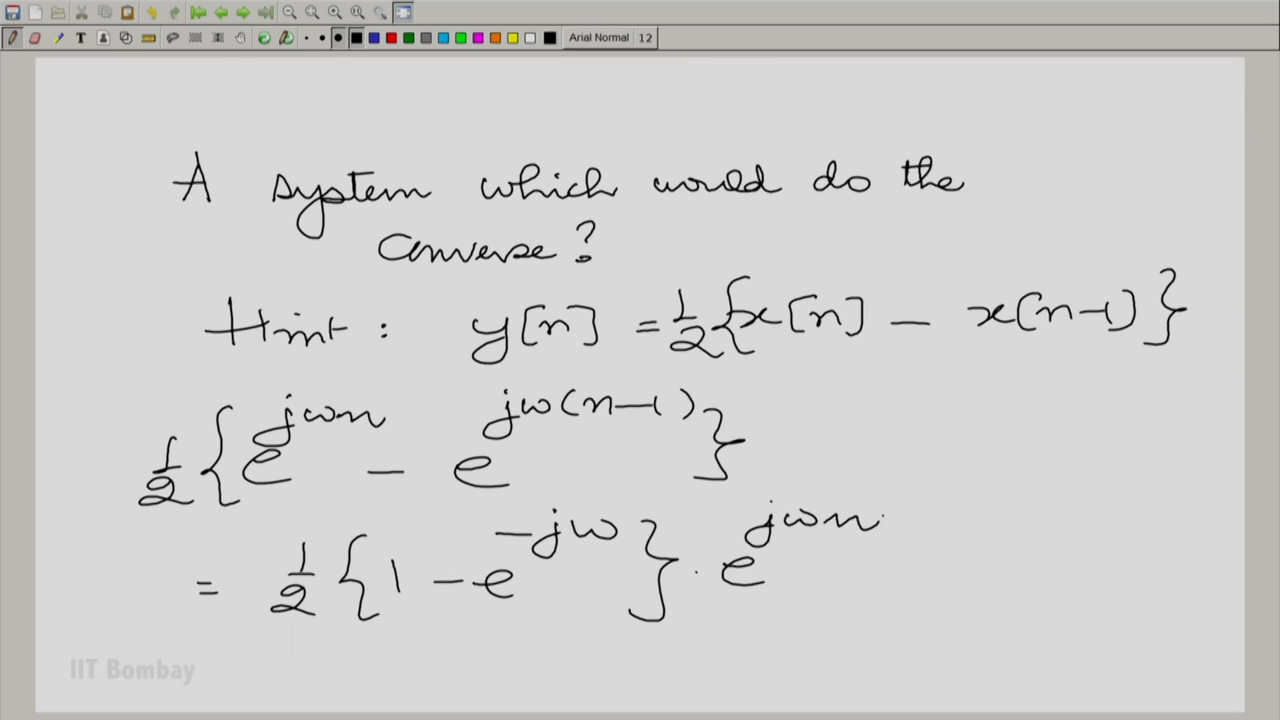 Arial Normal 12
A system which would do the
converse?
Hint: y[n] = 1/2{x[n] - x[n-1]}
1/2{e^jωn - e^jω(n-1)}
= 1/2{1 - e^-jω} · e^jωn
IIT Bombay